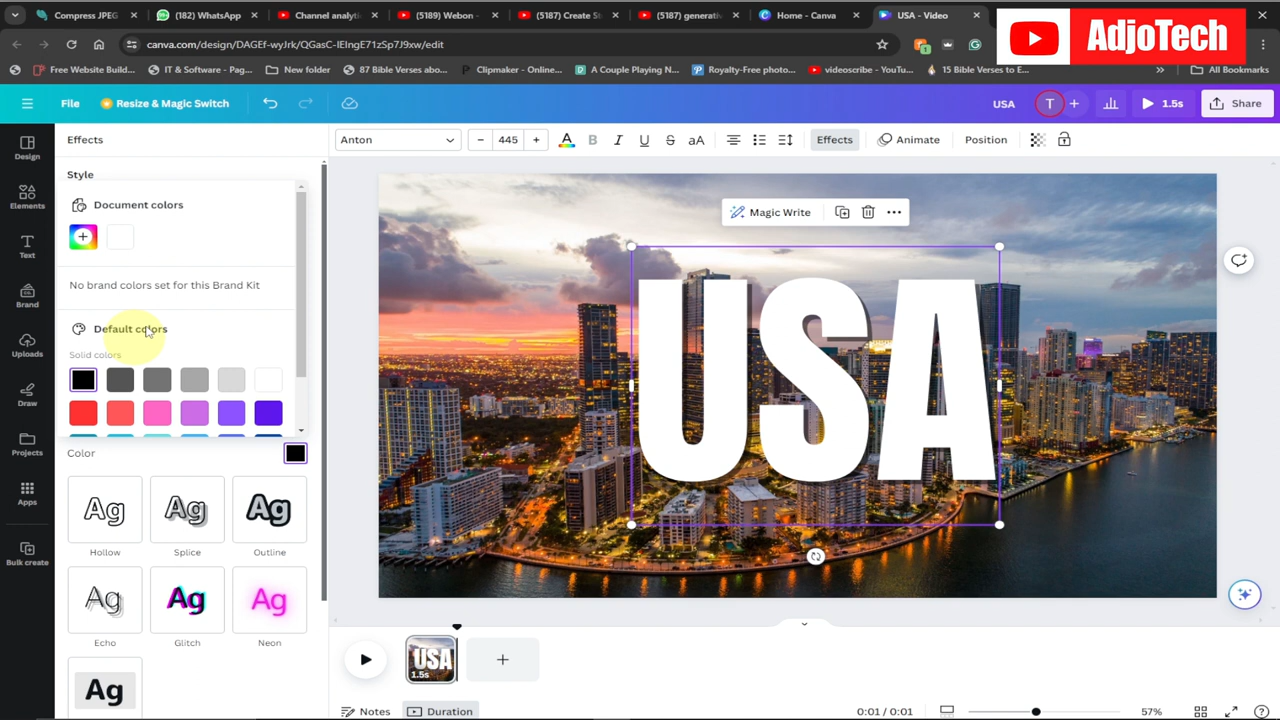 Compress JPEG
(182) WhatsApp
Channel analyti
(5189) Webon -
(5187) Create S
(5187) generati
Home - Canva
USA - Video
canva.com/design/DAGEf-wyJrk/QGasC-IEIngE71zSp7J9xw/edit
AdjoTech
Free Website Build...
IT & Software - Pag...
New folder
87 Bible Verses abo...
Clipmaker - Online...
A Couple Playing N...
Royalty-free photo...
videoscribe - YouTu...
15 Bible Verses to E...
All Bookmarks
File
Resize & Magic Switch
USA
T
1.5s
Share
Design
Elements
Text
Brand
Uploads
Draw
Projects
Apps
Bulk create
Effects
Anton
445
A
B
I
U
S
aA
Effects
Animate
Position
Style
Document colors
No brand colors set for this Brand Kit
Default colors
Solid colors
Color
Ag
Ag
Ag
Hollow
Splice
Outline
Ag
Ag
Ag
Echo
Glitch
Neon
Ag
Magic Write
USA
USA
1.5s
Notes
Duration
0:01 / 0:01
57%